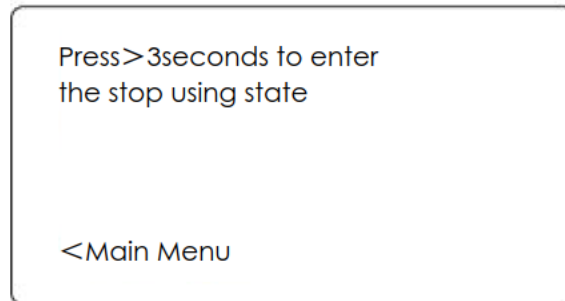 Press>3seconds to enter
the stop using state
<Main Menu